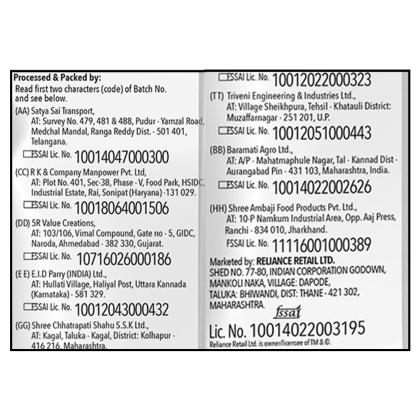 Processed & Packed by:
Read first two characters (code) of Batch No.
and see below.
(AA) Satya Sai Transport,
AT: Survey No. 479, 481 & 488, Pudur - Yamzal Road,
Medchal Mandal, Ranga Reddy Dist. - 501 401,
Telangana.
FSSAI Lic. No. 10014047000300
(CC) R K & Company Manpower Pvt Ltd,
AT: Plot No. 401, Sec-38, Phase - V, Food Park, HSIDC,
Industrial Estate, Rai, Sonipat (Haryana) -131 029.
FSSAI Lic. No. 10018064001506
(DD) SR Value Creations,
AT: 103/106, Vimal Compound, Gate no - 5, GIDC,
Naroda, Ahmedabad - 382 330, Gujarat.
FSSAI Lic. No. 10716026000186
(E E) E.I.D Parry (INDIA) Ltd.,
AT: Hullati Village, Haliyal Post, Uttara Kannada
(Karnataka) - 581 329.
FSSAI Lic. No. 10012043000432
(GG) Shree Chhatrapati Shahu S.S.K Ltd.,
AT: Kagal, Taluka - Kagal, District: Kolhapur -
416 216, Maharashtra.
FSSAI Lic. No. 10012022000323
(TT) Triveni Engineering & Industries Ltd.,
AT: Village Sheikhpura, Tehsil - Khatauli District:
Muzaffarnagar - 251 201, U.P.
FSSAI Lic. No. 10012051000443
(BB) Baramati Agro Ltd.,
AT: A/P - Mahatmaphule Nagar, Tal - Kannad Dist -
Aurangabad Pin - 431 103, Maharashtra, India.
FSSAI Lic. No. 10014022002626
(HH) Shree Ambaji Food Products Pvt. Ltd.,
AT: 10-P Namkum Industrial Area, Opp. Aaj Press,
Ranchi - 834 010, Jharkhand.
FSSAI Lic. No. 11116001000389
Marketed by: RELIANCE RETAIL LTD.
SHED NO. 77-80, INDIAN CORPORATION GODOWN,
MANKOLI NAKA, VILLAGE: DAPODE,
TALUKA: BHIWANDI, DIST: THANE - 421 302,
MAHARASHTRA.
fssai
Lic. No. 10014022003195
Reliance Retail Ltd. is owner/licensee of TM & ©.